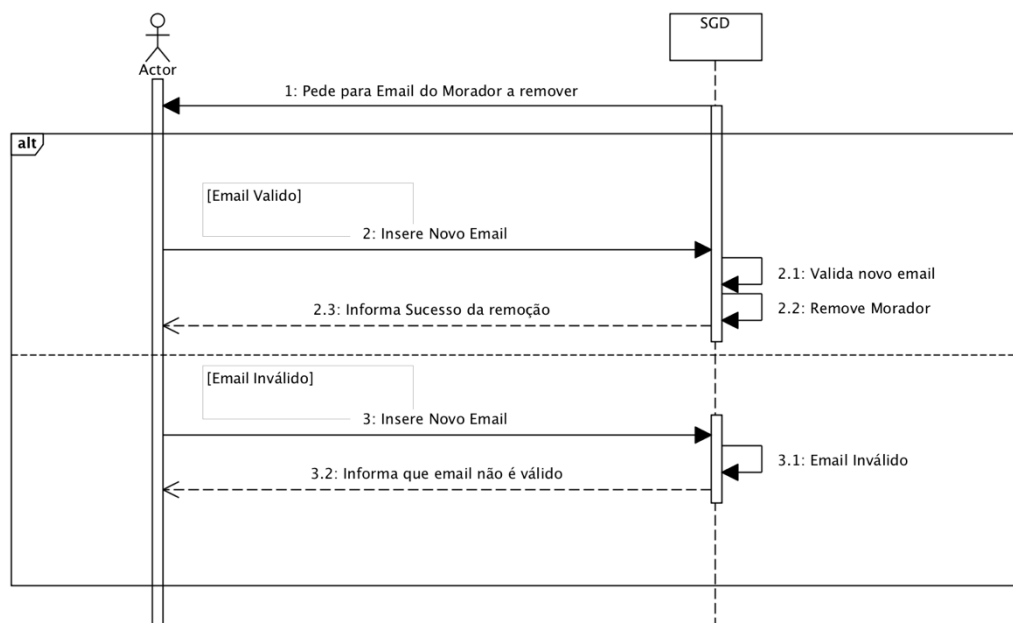 SGD
Actor
1: Pede para Email do Morador a remover
alt
[Email Valido]
2: Insere Novo Email
2.1: Valida novo email
2.2: Remove Morador
2.3: Informa Sucesso da remoção
[Email Inválido]
3: Insere Novo Email
3.1: Email Inválido
3.2: Informa que email não é válido